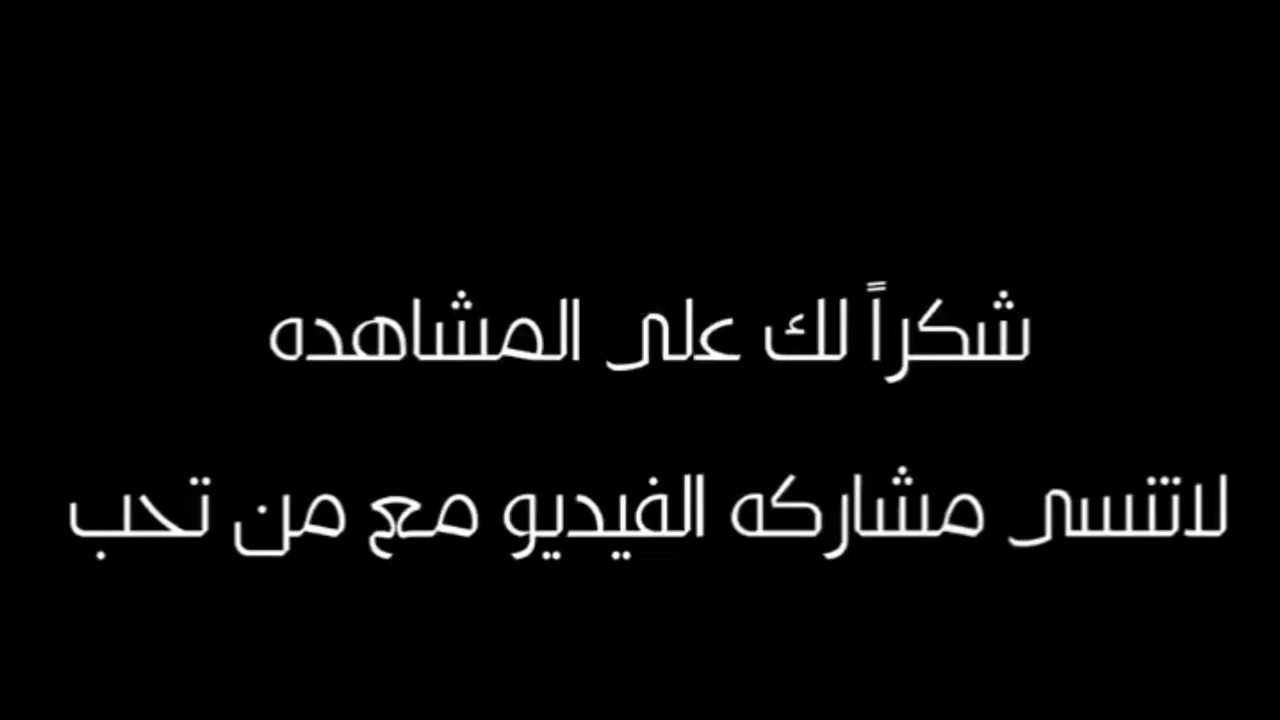 شكراً لك على المشاهده
لاتنسى مشاركه الفيديو مع من تحب